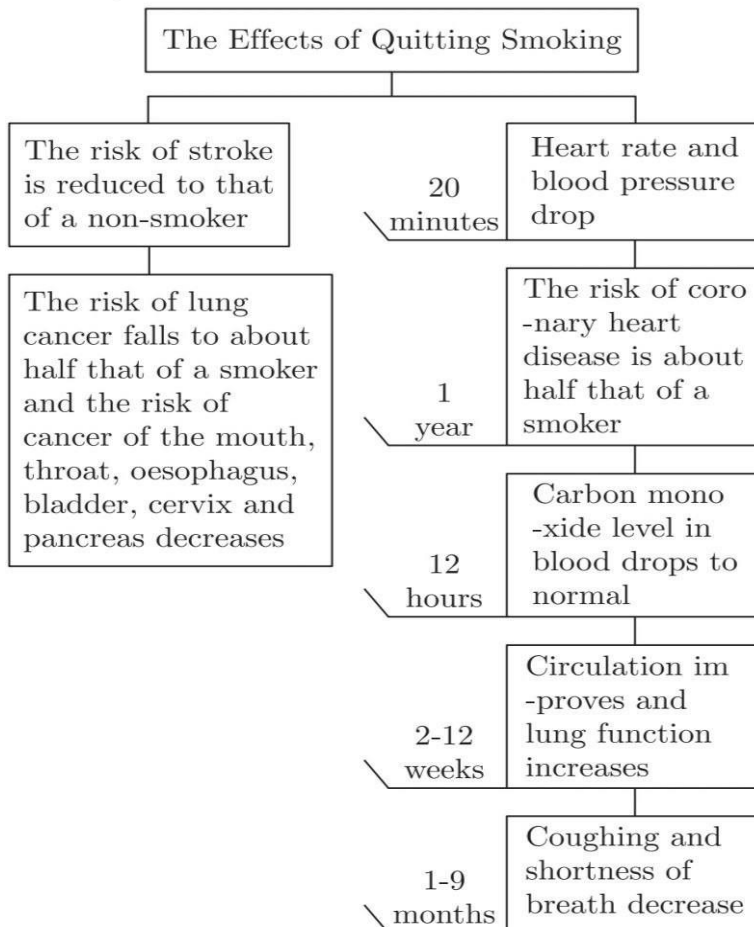 The Effects of Quitting Smoking
The risk of stroke
is reduced to that
of a non-smoker
The risk of lung
cancer falls to about
half that of a smoker
and the risk of
cancer of the mouth,
throat, oesophagus,
bladder, cervix and
pancreas decreases
20
minutes
Heart rate and
blood pressure
drop
1
year
The risk of coro
-nary heart
disease is about
half that of a
smoker
12
hours
Carbon mono
-xide level in
blood drops to
normal
2-12
weeks
Circulation im
-proves and
lung function
increases
1-9
months
Coughing and
shortness of
breath decrease